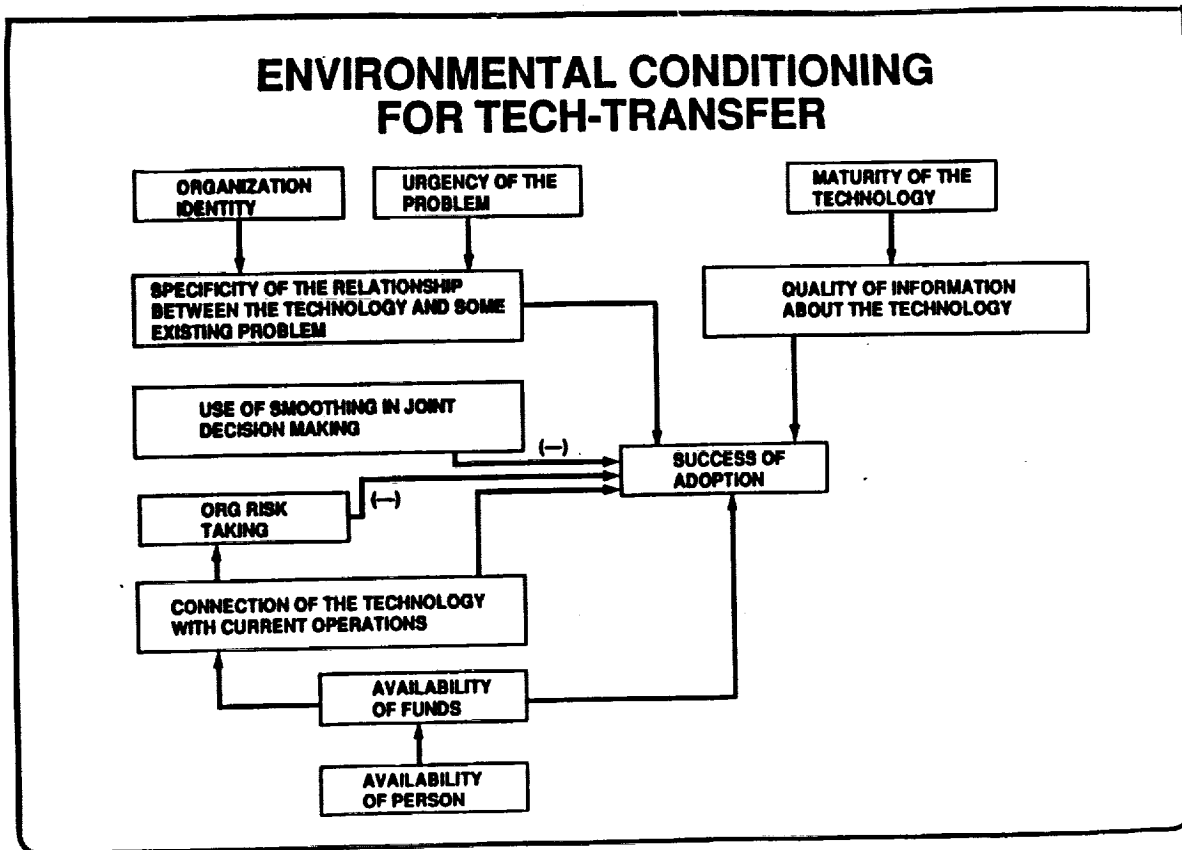 ENVIRONMENTAL CONDITIONING
FOR TECH-TRANSFER
ORGANIZATION
IDENTITY
URGENCY OF THE
PROBLEM
MATURITY OF THE
TECHNOLOGY
SPECIFICITY OF THE RELATIONSHIP
BETWEEN THE TECHNOLOGY AND SOME
EXISTING PROBLEM
QUALITY OF INFORMATION
ABOUT THE TECHNOLOGY
USE OF SMOOTHING IN JOINT
DECISION MAKING
(—)
SUCCESS OF
ADOPTION
ORG RISK
TAKING
(—)
CONNECTION OF THE TECHNOLOGY
WITH CURRENT OPERATIONS
AVAILABILITY
OF FUNDS
AVAILABILITY
OF PERSON